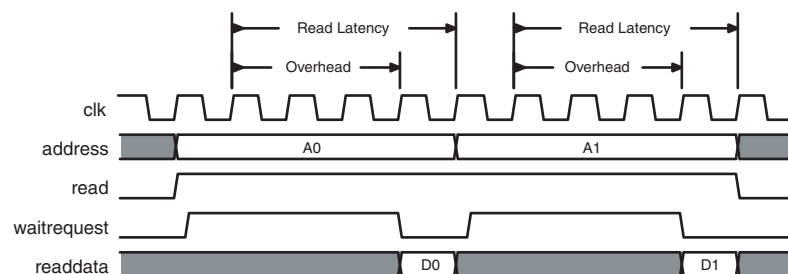 Read Latency Read Latency
Overhead Overhead
clk
address A0 A1
read
waitrequest
readdata D0 D1